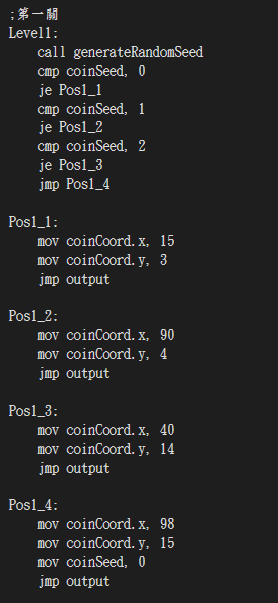 ;第一關
Level1:
    call generateRandomSeed
    cmp coinSeed, 0
    je Pos1_1
    cmp coinSeed, 1
    je Pos1_2
    cmp coinSeed, 2
    je Pos1_3
    jmp Pos1_4

Pos1_1:
    mov coinCoord.x, 15
    mov coinCoord.y, 3
    jmp output

Pos1_2:
    mov coinCoord.x, 90
    mov coinCoord.y, 4
    jmp output

Pos1_3:
    mov coinCoord.x, 40
    mov coinCoord.y, 14
    jmp output

Pos1_4:
    mov coinCoord.x, 98
    mov coinCoord.y, 15
    mov coinSeed, 0
    jmp output